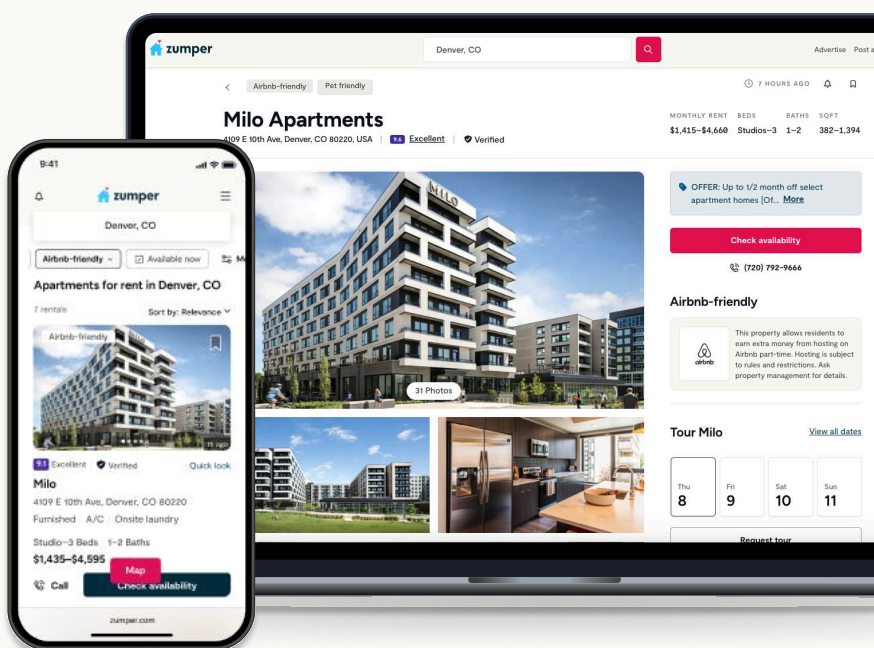 zumper
Denver, CO
Advertise
Post a
Airbnb-friendly
Pet friendly
7 HOURS AGO
Milo Apartments
4109 E 10th Ave, Denver, CO 80220, USA
9.6 Excellent
Verified
MONTHLY RENT BEDS BATHS SQFT
$1,415–$4,660 Studios–3 1–2 382–1,394
MILO
31 Photos
OFFER: Up to 1/2 month off select
apartment homes [Of... More
Check availability
(720) 792-9666
Airbnb-friendly
airbnb
This property allows residents to
earn extra money from hosting on
Airbnb part-time. Hosting is subject
to rules and restrictions. Ask
property management for details.
Tour Milo
View all dates
Thu Fri Sat Sun
8 9 10 11
Request tour
9:41
zumper
Denver, CO
Airbnb-friendly
Available now
M
Apartments for rent in Denver, CO
7 rentals
Sort by: Relevance
Airbnb-friendly
ago
9.1 Excellent
Verified
Quick look
Milo
4109 E 10th Ave, Denver, CO 80220
Furnished A/C Onsite laundry
Studio–3 Beds 1–2 Baths
$1,435–$4,595
Map
Call
Check availability
zumper.com